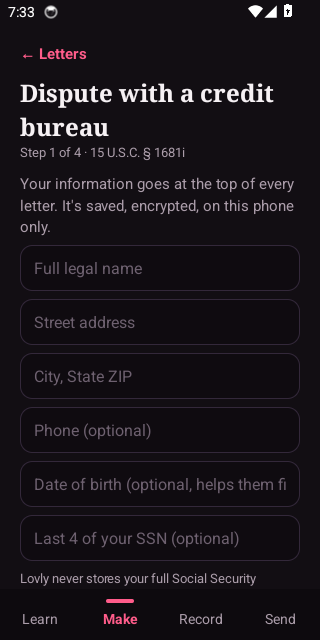 7:33
← Letters
Dispute with a credit
bureau
Step 1 of 4 · 15 U.S.C. § 1681i
Your information goes at the top of every
letter. It's saved, encrypted, on this phone
only.
Full legal name
Street address
City, State ZIP
Phone (optional)
Date of birth (optional, helps them fi
Last 4 of your SSN (optional)
Lovly never stores your full Social Security
Learn
Make
Record
Send